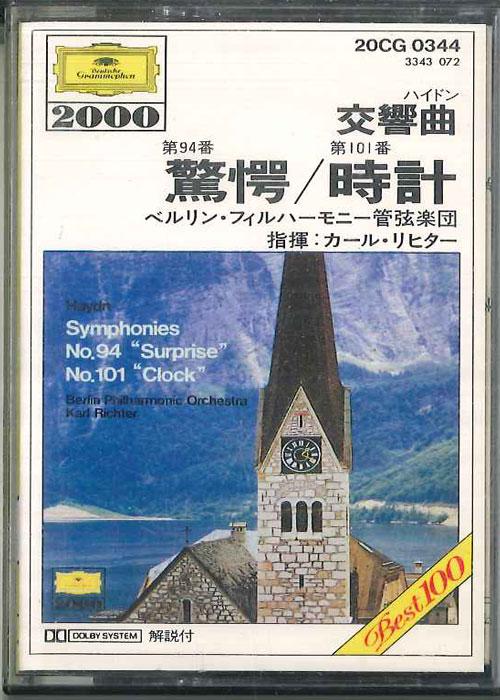 Deutsche
Grammophon
2000
20CG 0344
3343 072
ハイドン
交響曲
第94番 第101番
驚愕/時計
ベルリン・フィルハーモニー管弦楽団
指揮:カール・リヒター
Haydn
Symphonies
No.94 “Surprise”
No.101 “Clock”
Berlin Philharmonic Orchestra
Karl Richter
Best100
DOLBY SYSTEM 解説付